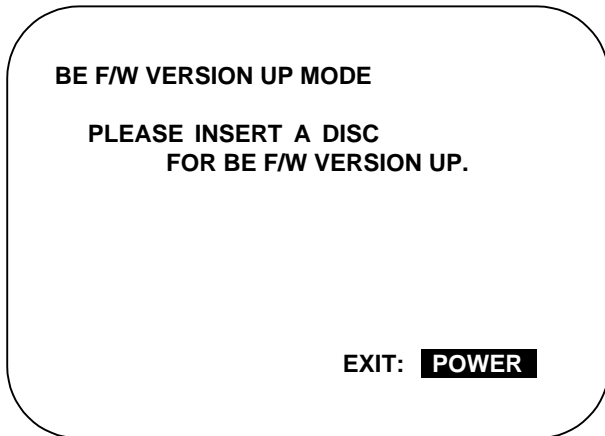 BE F/W VERSION UP MODE
PLEASE INSERT A DISC
FOR BE F/W VERSION UP.
EXIT: POWER